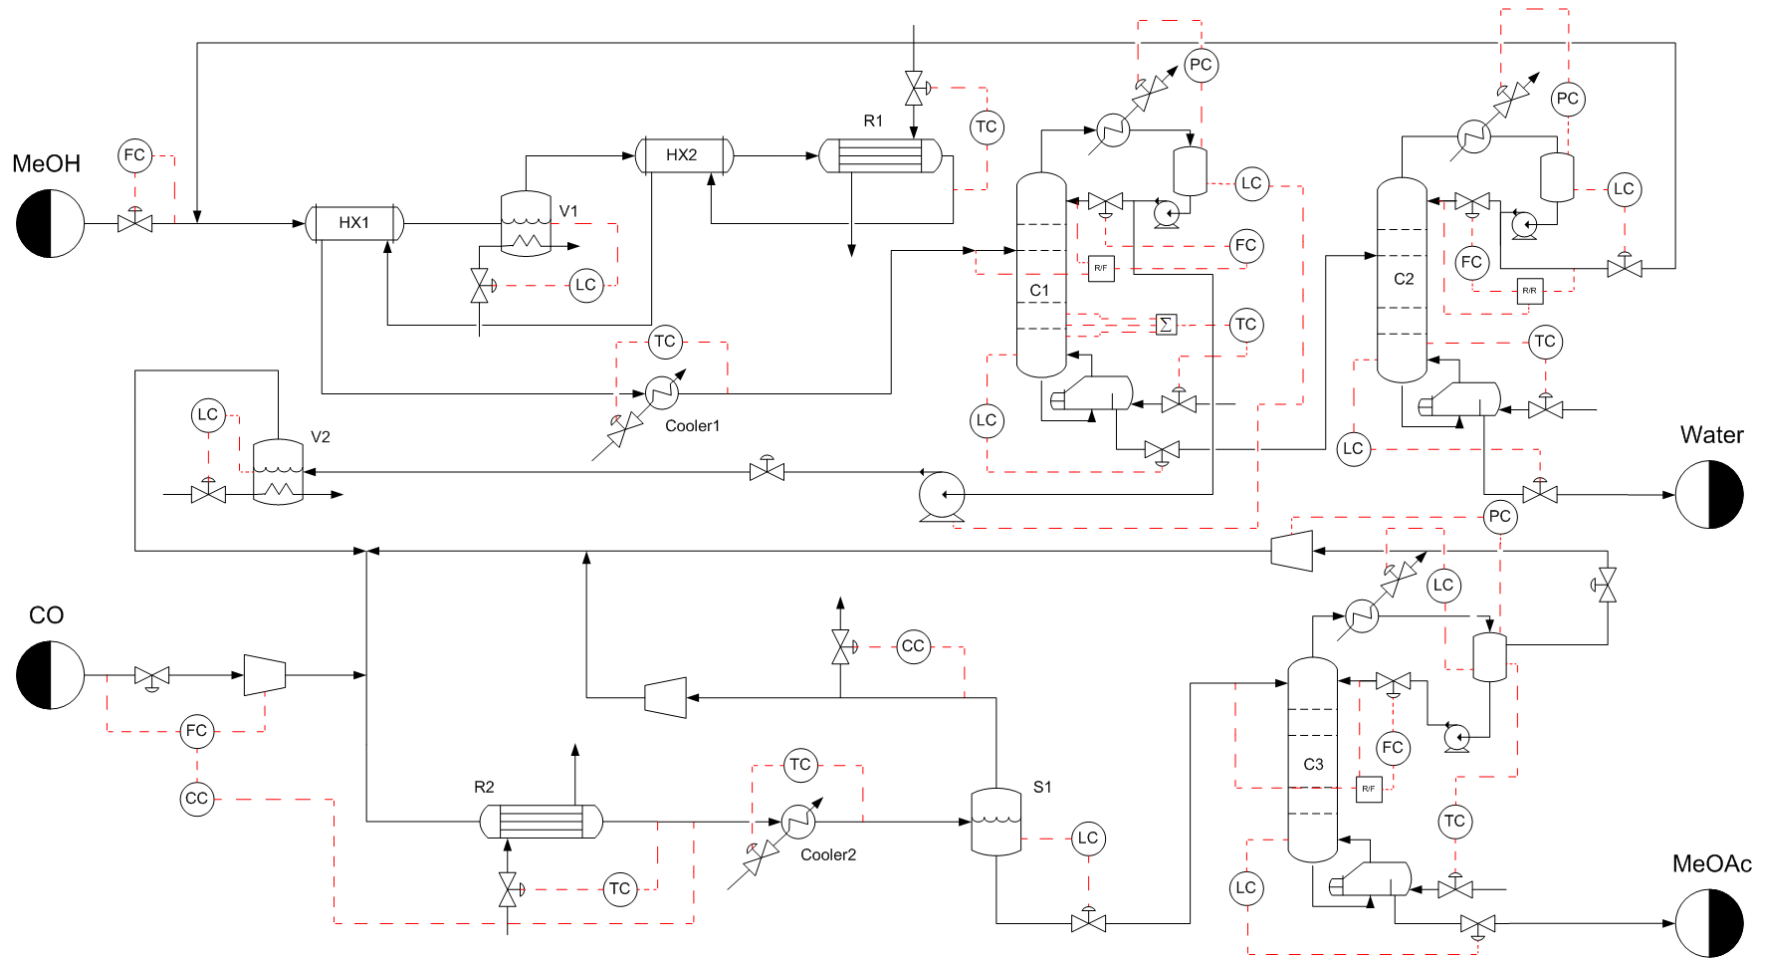 PC
PC
R1
FC
TC
MeOH
HX2
LC
LC
V1
HX1
FC
FC
R/F
C1
C2
LC
R/R
Σ
TC
TC
TC
LC
V2
Cooler1
LC
LC
Water
PC
LC
CO
CC
FC
FC
C3
TC
R2
S1
R/F
CC
TC
LC
Cooler2
MeOAc
TC
LC